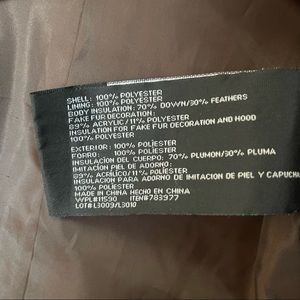 SHELL: 100% POLYESTER
LINING: 100% POLYESTER
BODY INSULATION: 70% DOWN/30% FEATHERS
FAKE FUR DECORATION:
89% ACRYLIC/11% POLYESTER
INSULATION FOR FAKE FUR DECORATION AND HOOD
100% POLYESTER
EXTERIOR: 100% POLIESTER
FORRO: 100% POLIESTER
INSULACION DEL CUERPO: 70% PLUMON/30% PLUMA
IMITACION PIEL DE ADORNO:
89% ACRILICO/11% POLIESTER
INSULACION PARA ADORNO DE IMITACION DE PIEL Y CAPUCHA
100% POLIESTER
MADE IN CHINA HECHO EN CHINA
WPL#11590 ITEN#783977
LOT#L3009/L3010